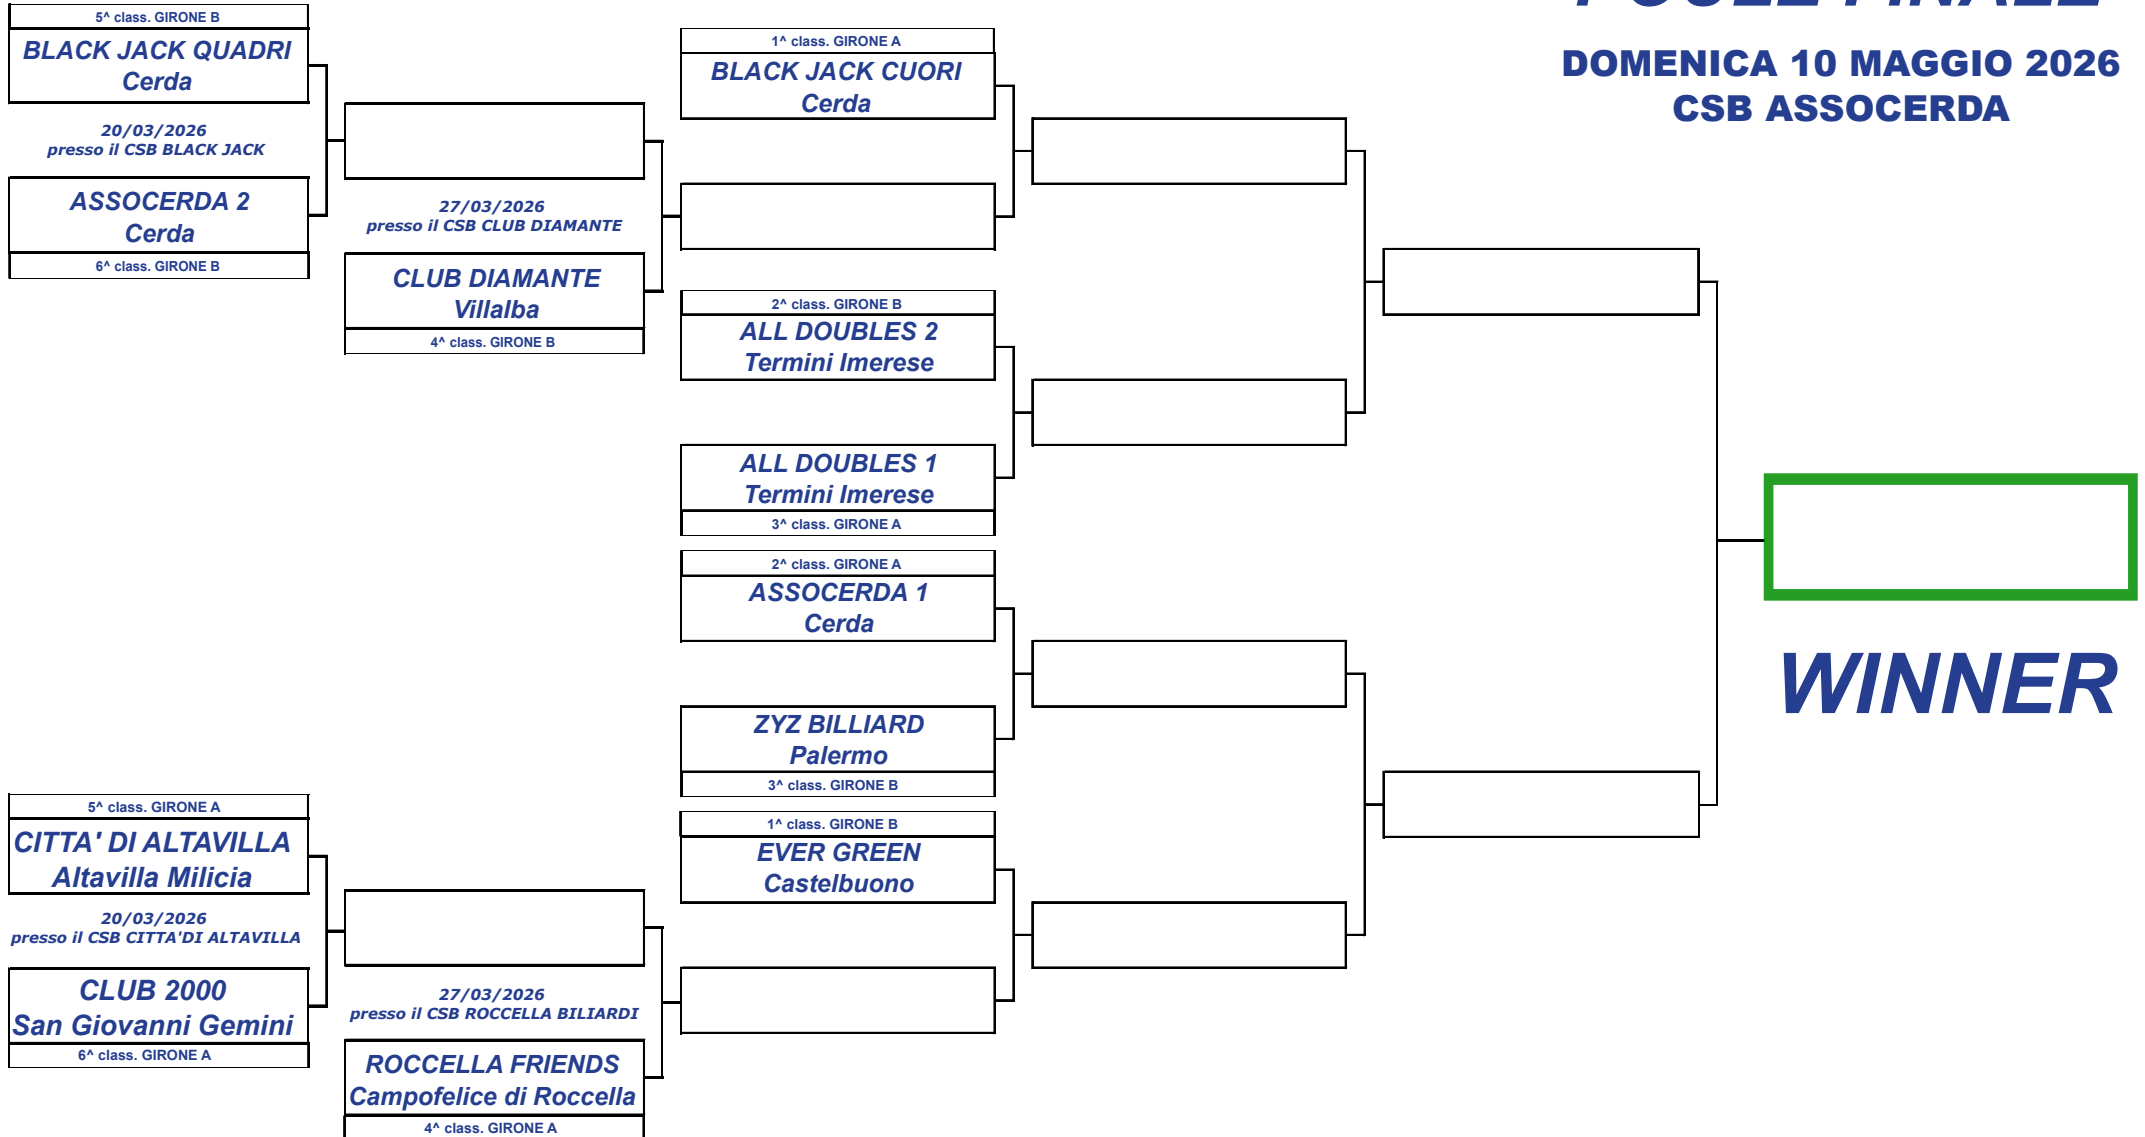 POULE FINALE
DOMENICA 10 MAGGIO 2026
CSB ASSOCERDA
5^ class. GIRONE B
BLACK JACK QUADRI
Cerda
20/03/2026
presso il CSB BLACK JACK
ASSOCERDA 2
Cerda
6^ class. GIRONE B
27/03/2026
presso il CSB CLUB DIAMANTE
CLUB DIAMANTE
Villalba
4^ class. GIRONE B
1^ class. GIRONE A
BLACK JACK CUORI
Cerda
2^ class. GIRONE B
ALL DOUBLES 2
Termini Imerese
ALL DOUBLES 1
Termini Imerese
3^ class. GIRONE A
2^ class. GIRONE A
ASSOCERDA 1
Cerda
ZYZ BILLIARD
Palermo
3^ class. GIRONE B
1^ class. GIRONE B
EVER GREEN
Castelbuono
5^ class. GIRONE A
CITTA' DI ALTAVILLA
Altavilla Milicia
20/03/2026
presso il CSB CITTA'DI ALTAVILLA
CLUB 2000
San Giovanni Gemini
6^ class. GIRONE A
27/03/2026
presso il CSB ROCCELLA BILIARDI
ROCCELLA FRIENDS
Campofelice di Roccella
4^ class. GIRONE A
WINNER